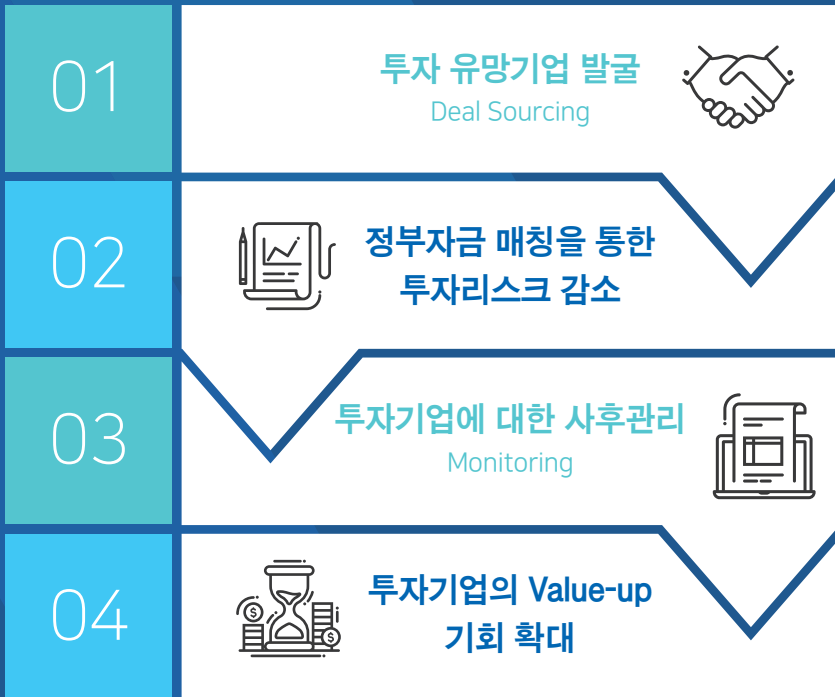 01
투자 유망기업 발굴
Deal Sourcing
02
정부자금 매칭을 통한
투자리스크 감소
03
투자기업에 대한 사후관리
Monitoring
04
투자기업의 Value-up
기회 확대